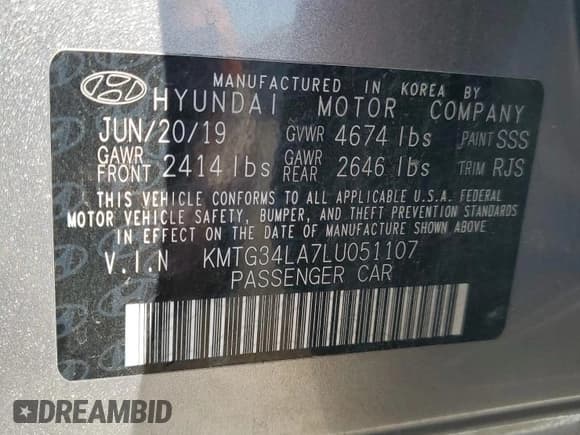 MANUFACTURED IN KOREA BY
HYUNDAI MOTOR COMPANY
JUN/20/19 GVWR 4674 lbs PAINT SSS
GAWR FRONT 2414 lbs GAWR REAR 2646 lbs TRIM RJS
THIS VEHICLE CONFORMS TO ALL APPLICABLE U.S.A. FEDERAL
MOTOR VEHICLE SAFETY, BUMPER, AND THEFT PREVENTION STANDARDS
IN EFFECT ON THE DATE OF MANUFACTURE SHOWN ABOVE.
V.I.N KMTG34LA7LU051107
PASSENGER CAR
DREAMBID